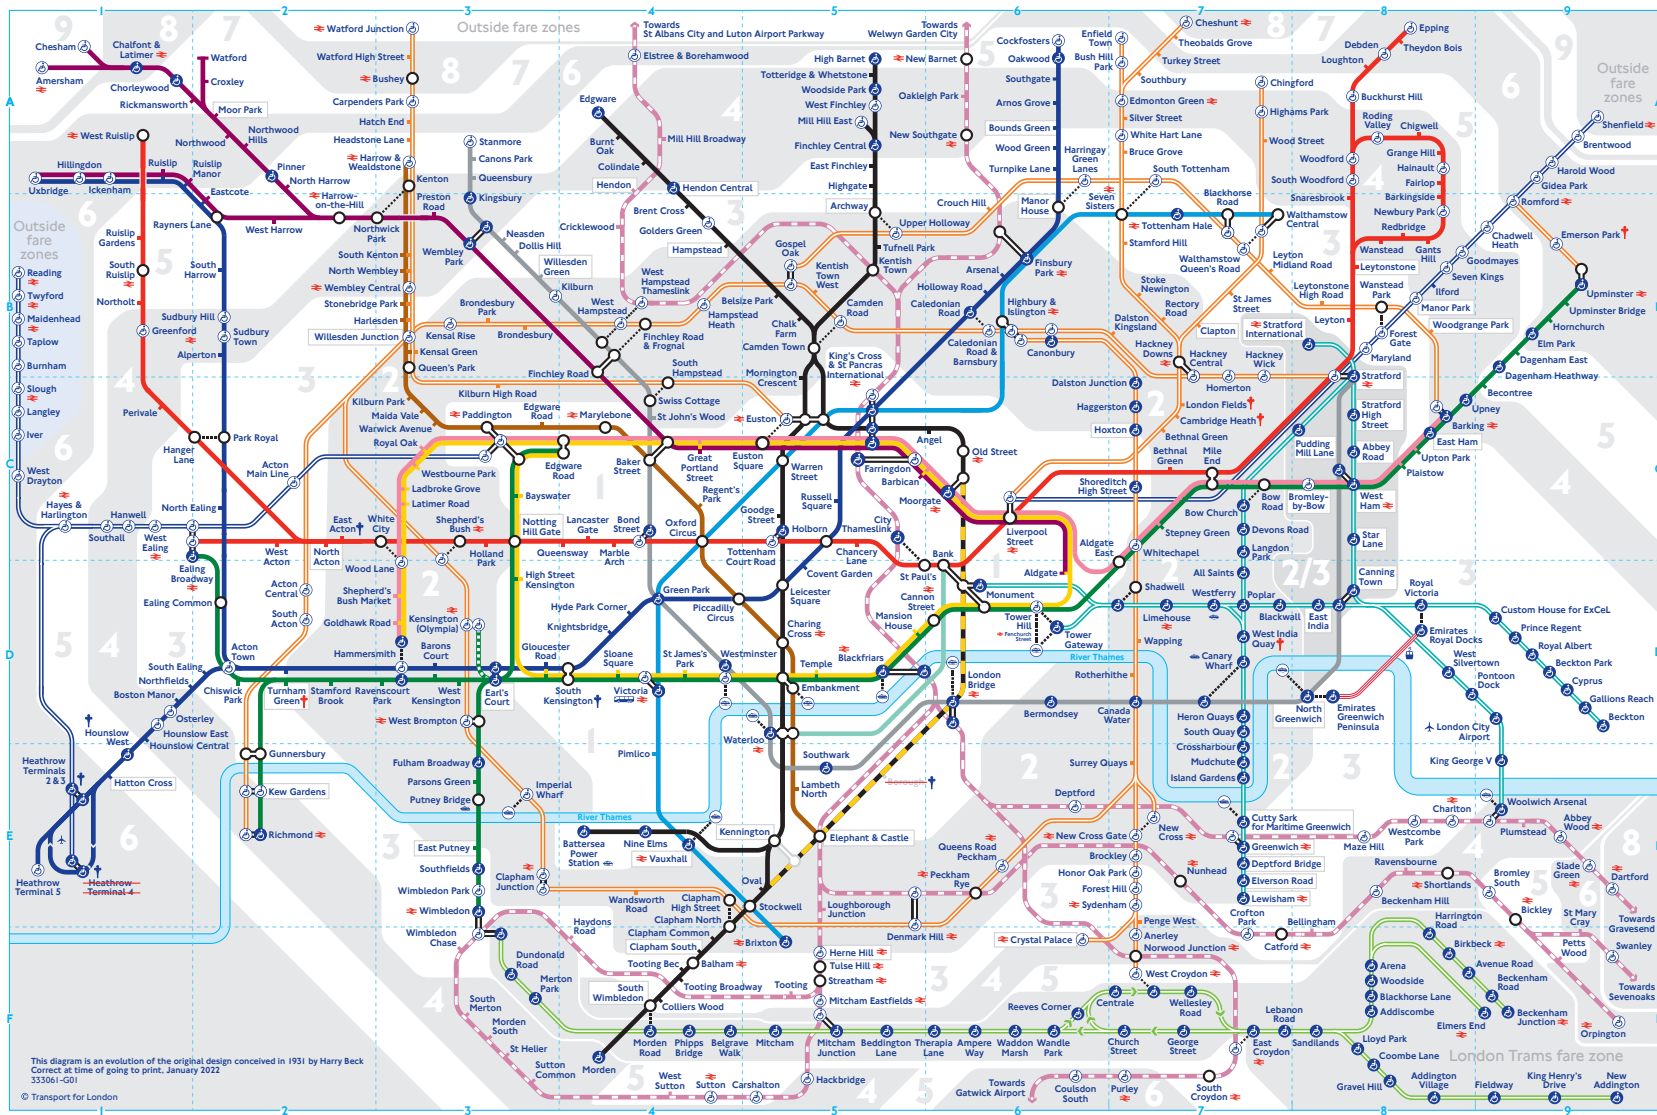 1 2 3 4 5 6 7 8 9
Outside fare zones
Chesham
Chalfont &
Latimer
Amersham
Chorleywood
Rickmansworth
Watford
Croxley
Moor Park
Northwood
Northwood
Hills
Pinner
North Harrow
Harrow-
on-the-Hill
West Ruislip
Hillingdon
Uxbridge
Ickenham
Ruislip
Ruislip
Manor
Eastcote
Rayners Lane
West Harrow
Northwick
Park
Preston
Road
Wembley
Park
Watford Junction
Watford High Street
Bushey
Carpenders Park
Hatch End
Headstone Lane
Harrow &
Wealdstone
Kenton
South Kenton
North Wembley
Wembley Central
Stonebridge Park
Harlesden
Willesden Junction
Kensal Green
Queen's Park
Kilburn Park
Maida Vale
Warwick Avenue
Royal Oak
Paddington
Edgware
Road
Marylebone
Stanmore
Canons Park
Queensbury
Kingsbury
Neasden
Dollis Hill
Willesden
Green
Kilburn
West
Hampstead
West
Hampstead
Thameslink
Finchley Road
Finchley Road
& Frognal
South
Hampstead
Swiss Cottage
St John's Wood
Kensal Rise
Brondesbury
Park
Brondesbury
Kilburn High Road
Towards
St Albans City and Luton Airport Parkway
Elstree & Borehamwood
Mill Hill Broadway
Hendon
Cricklewood
Edgware
Burnt
Oak
Colindale
Hendon Central
Brent Cross
Golders Green
Hampstead
Belsize Park
Chalk
Farm
Camden Town
Mornington
Crescent
Hampstead
Heath
Gospel
Oak
Kentish
Town
West
Kentish
Town
Camden
Road
High Barnet
Totteridge & Whetstone
Woodside Park
West Finchley
Mill Hill East
Finchley Central
East Finchley
Highgate
Archway
Tufnell Park
Upper Holloway
Crouch Hill
Towards
Welwyn Garden City
New Barnet
Oakleigh Park
New Southgate
Cockfosters
Oakwood
Southgate
Arnos Grove
Bounds Green
Wood Green
Turnpike Lane
Manor
House
Finsbury
Park
Arsenal
Holloway Road
Caledonian
Road
Caledonian
Road &
Barnsbury
Highbury &
Islington
Canonbury
King's Cross
& St Pancras
International
Euston
Harringay
Green
Lanes
South Tottenham
Seven
Sisters
Tottenham Hale
Blackhorse
Road
Walthamstow
Central
Walthamstow
Queen's Road
Enfield
Town
Bush Hill
Park
Cheshunt
Theobalds Grove
Turkey Street
Southbury
Edmonton Green
Silver Street
White Hart Lane
Bruce Grove
Stamford Hill
Stoke
Newington
Rectory
Road
Clapton
St James
Street
Chingford
Highams Park
Wood Street
Leyton
Midland Road
Leytonstone
High Road
Epping
Theydon Bois
Debden
Loughton
Buckhurst Hill
Roding
Valley
Chigwell
Grange Hill
Hainault
Fairlop
Barkingside
Newbury Park
Redbridge
Gants
Hill
Wanstead
Woodford
South Woodford
Snaresbrook
Leytonstone
Leyton
Wanstead
Park
Woodgrange Park
Shenfield
Brentwood
Harold Wood
Gidea Park
Romford
Emerson Park
Upminster
Upminster Bridge
Hornchurch
Elm Park
Dagenham East
Dagenham Heathway
Becontree
Upney
Barking
East Ham
Upton Park
Plaistow
Chadwell
Heath
Goodmayes
Seven Kings
Ilford
Manor Park
Forest
Gate
Maryland
Stratford
International
Stratford
Stratford
High
Street
Abbey
Road
West
Ham
Star
Lane
Canning
Town
Pudding
Mill Lane
Hackney
Downs
Hackney
Central
Homerton
Hackney
Wick
Dalston
Kingsland
Dalston Junction
Haggerston
Hoxton
London Fields
Cambridge Heath
Bethnal Green
Bethnal
Green
Mile
End
Bow
Road
Bromley-
by-Bow
Bow Church
Devons Road
Langdon
Park
All Saints
Stepney Green
Whitechapel
Shoreditch
High Street
Outside
fare
zones
Reading
Twyford
Maidenhead
Taplow
Burnham
Slough
Langley
Iver
West
Drayton
Hayes &
Harlington
Southall
Hanwell
West
Ealing
Ealing
Broadway
Ruislip
Gardens
South
Ruislip
Northolt
Greenford
Perivale
Hanger
Lane
Park Royal
North Ealing
Ealing Common
South
Harrow
Sudbury Hill
Sudbury
Town
Alperton
Acton
Main Line
West
Acton
North
Acton
East
Acton
White
City
Shepherd's
Bush
Holland
Park
Notting
Hill Gate
Queensway
Lancaster
Gate
Marble
Arch
Bond
Street
Oxford
Circus
Tottenham
Court Road
Holborn
Chancery
Lane
St Paul's
Bank
Liverpool
Street
Westbourne Park
Ladbroke Grove
Latimer Road
Wood Lane
Shepherd's
Bush Market
Goldhawk Road
Hammersmith
Edgware
Road
Bayswater
High Street
Kensington
Baker
Street
Great
Portland
Street
Euston
Square
Regent's
Park
Warren
Street
Goodge
Street
Russell
Square
Angel
Old Street
Farringdon
Barbican
Moorgate
City
Thameslink
Aldgate
East
Aldgate
Monument
Tower
Hill
Fenchurch
Street
Tower
Gateway
Cannon
Street
Mansion
House
Blackfriars
Temple
Embankment
Charing
Cross
Leicester
Square
Covent Garden
Piccadilly
Circus
Green Park
Hyde Park Corner
Knightsbridge
Westminster
St James's
Park
Victoria
Sloane
Square
South
Kensington
Gloucester
Road
Earl's
Court
Barons
Court
West
Kensington
Kensington
(Olympia)
Acton
Central
South
Acton
Acton
Town
South Ealing
Northfields
Boston Manor
Osterley
Hounslow East
Hounslow Central
Hounslow
West
Hatton Cross
Heathrow
Terminals
2 & 3
Heathrow
Terminal 5
Heathrow
Terminal 4
Chiswick
Park
Turnham
Green
Stamford
Brook
Ravenscourt
Park
Gunnersbury
Kew Gardens
Richmond
West Brompton
Fulham Broadway
Parsons Green
Putney Bridge
East Putney
Southfields
Wimbledon Park
Wimbledon
Wimbledon
Chase
Imperial
Wharf
Clapham
Junction
Pimlico
River Thames
Battersea
Power
Station
Nine Elms
Vauxhall
Kennington
Oval
Stockwell
Brixton
Wandsworth
Road
Clapham
High Street
Clapham North
Clapham Common
Clapham South
Balham
Tooting Bec
Tooting Broadway
Tooting
Colliers Wood
South
Wimbledon
Morden
Haydons
Road
Dundonald
Road
Merton
Park
South
Merton
Morden
South
St Helier
Sutton
Common
West
Sutton
Sutton
Carshalton
Hackbridge
Morden
Road
Phipps
Bridge
Belgrave
Walk
Mitcham
Mitcham
Junction
Beddington
Lane
Therapia
Lane
Ampere
Way
Waddon
Marsh
Wandle
Park
Reeves Corner
Centrale
Church
Street
George
Street
Wellesley
Road
East
Croydon
Lebanon
Road
Sandilands
Waterloo
Southwark
Lambeth
North
Elephant & Castle
Borough
London
Bridge
River Thames
Bermondsey
Canada
Water
Loughborough
Junction
Herne Hill
Tulse Hill
Streatham
Mitcham Eastfields
Denmark Hill
Peckham
Rye
Queens Road
Peckham
Shadwell
Wapping
Rotherhithe
Surrey Quays
Limehouse
Westferry
Poplar
Blackwall
East
India
West India
Quay
Canary
Wharf
Heron Quays
South Quay
Crossharbour
Mudchute
Island Gardens
Cutty Sark
for Maritime Greenwich
Greenwich
Deptford Bridge
Elverson Road
Lewisham
Deptford
New Cross Gate
New
Cross
Brockley
Honor Oak Park
Forest Hill
Sydenham
Crystal Palace
Penge West
Anerley
Norwood Junction
West Croydon
Nunhead
Crofton
Park
Catford
Bellingham
Beckenham Hill
Ravensbourne
Shortlands
Bromley
South
Bickley
St Mary
Cray
Petts
Wood
Orpington
Swanley
Towards
Sevenoaks
Towards
Gravesend
Dartford
Slade
Green
Abbey
Wood
Plumstead
Woolwich Arsenal
Charlton
Westcombe
Park
Maze Hill
Royal
Victoria
Custom House for ExCeL
Prince Regent
Royal Albert
Beckton Park
Cyprus
Gallions Reach
Beckton
Emirates
Royal Docks
West
Silvertown
Pontoon
Dock
London City
Airport
King George V
North
Greenwich
Emirates
Greenwich
Peninsula
Harrington
Road
Birkbeck
Avenue Road
Beckenham
Road
Beckenham
Junction
Elmers End
Arena
Woodside
Blackhorse Lane
Addiscombe
Lloyd Park
Coombe Lane
Gravel Hill
Addington
Village
Fieldway
King Henry's
Drive
New
Addington
London Trams fare zone
Towards
Gatwick Airport
Coulsdon
South
Purley
South
Croydon
This diagram is an evolution of the original design conceived in 1931 by Harry Beck
Correct at time of going to print, January 2022
333061-G01
© Transport for London
1 2 3 4 5 6 7 8 9